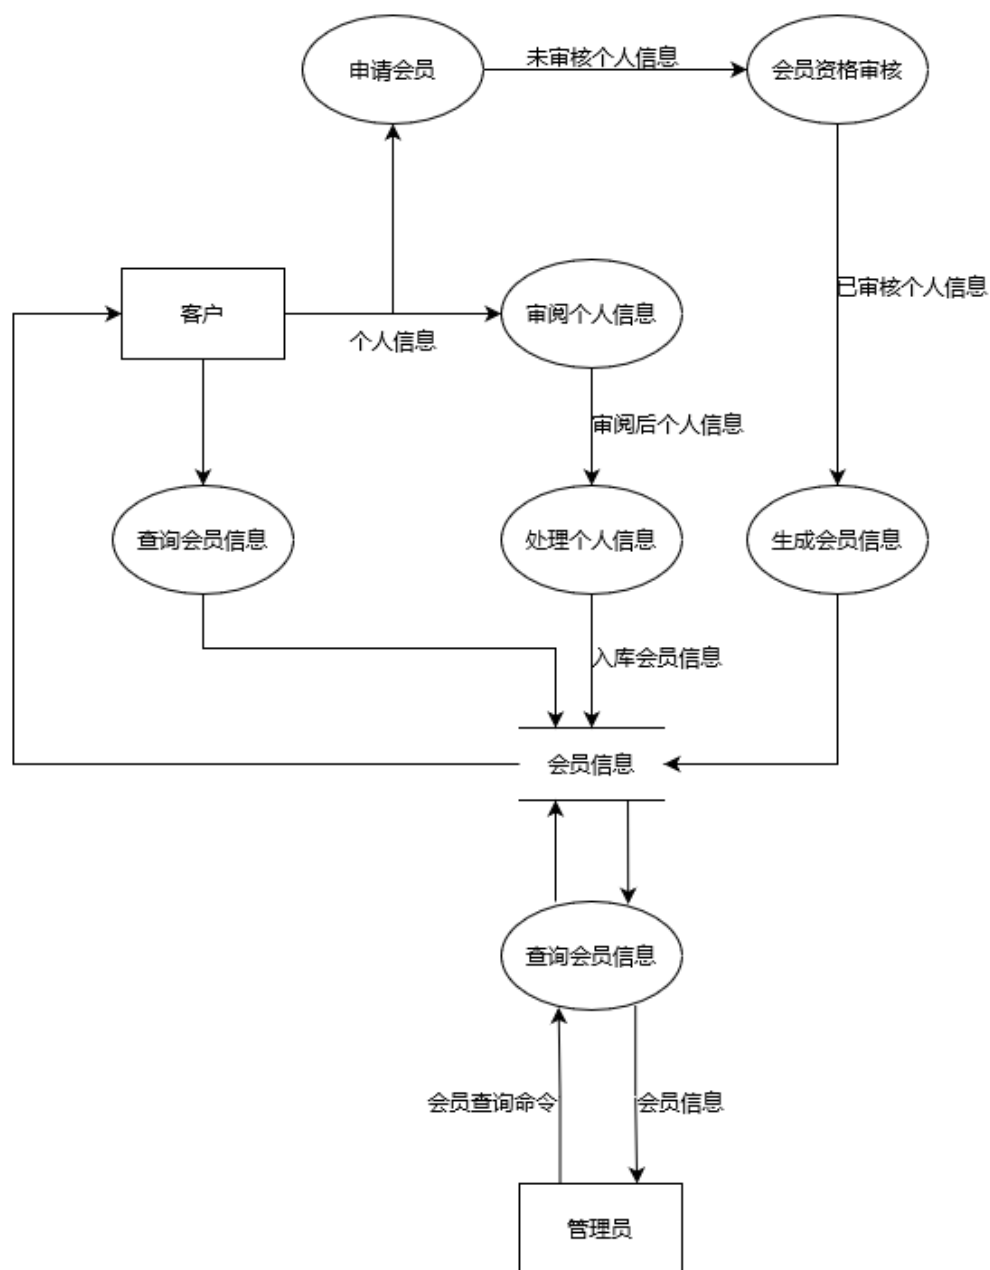 申请会员
未审核个人信息
会员资格审核
已审核个人信息
客户
个人信息
审阅个人信息
审阅后个人信息
查询会员信息
处理个人信息
生成会员信息
入库会员信息
会员信息
查询会员信息
会员查询命令
会员信息
管理员